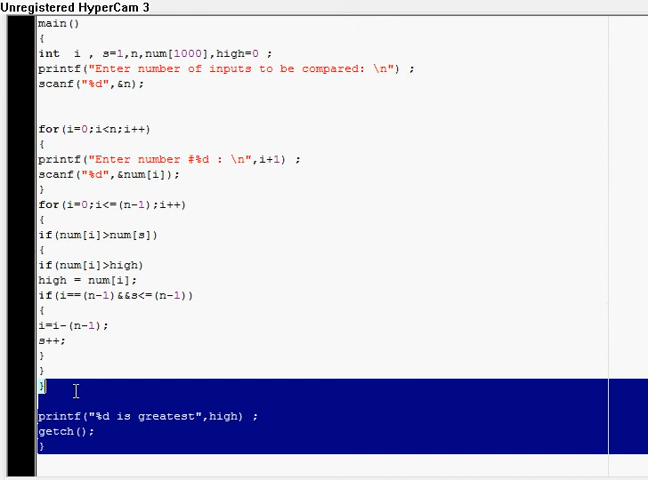 Unregistered HyperCam 3
main()
{
int i , s=1,n,num[1000],high=0 ;
printf("Enter number of inputs to be compared: \n") ;
scanf("%d",&n);
for(i=0;i<n;i++)
{
printf("Enter number #%d : \n",i+1) ;
scanf("%d",&num[i]);
}
for(i=0;i<=(n-1);i++)
{
if(num[i]>num[s])
{
if(num[i]>high)
high = num[i];
if(i==(n-1)&&s<=(n-1))
{
i=i-(n-1);
s++;
}
}
}
printf("%d is greatest",high) ;
getch();
}